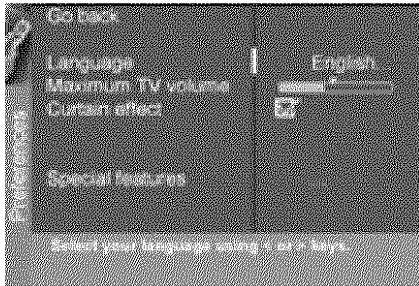 Go back
Language English
Maximum TV volume
Curtain effect
Special features
Preferences
Select your language using < or > keys.